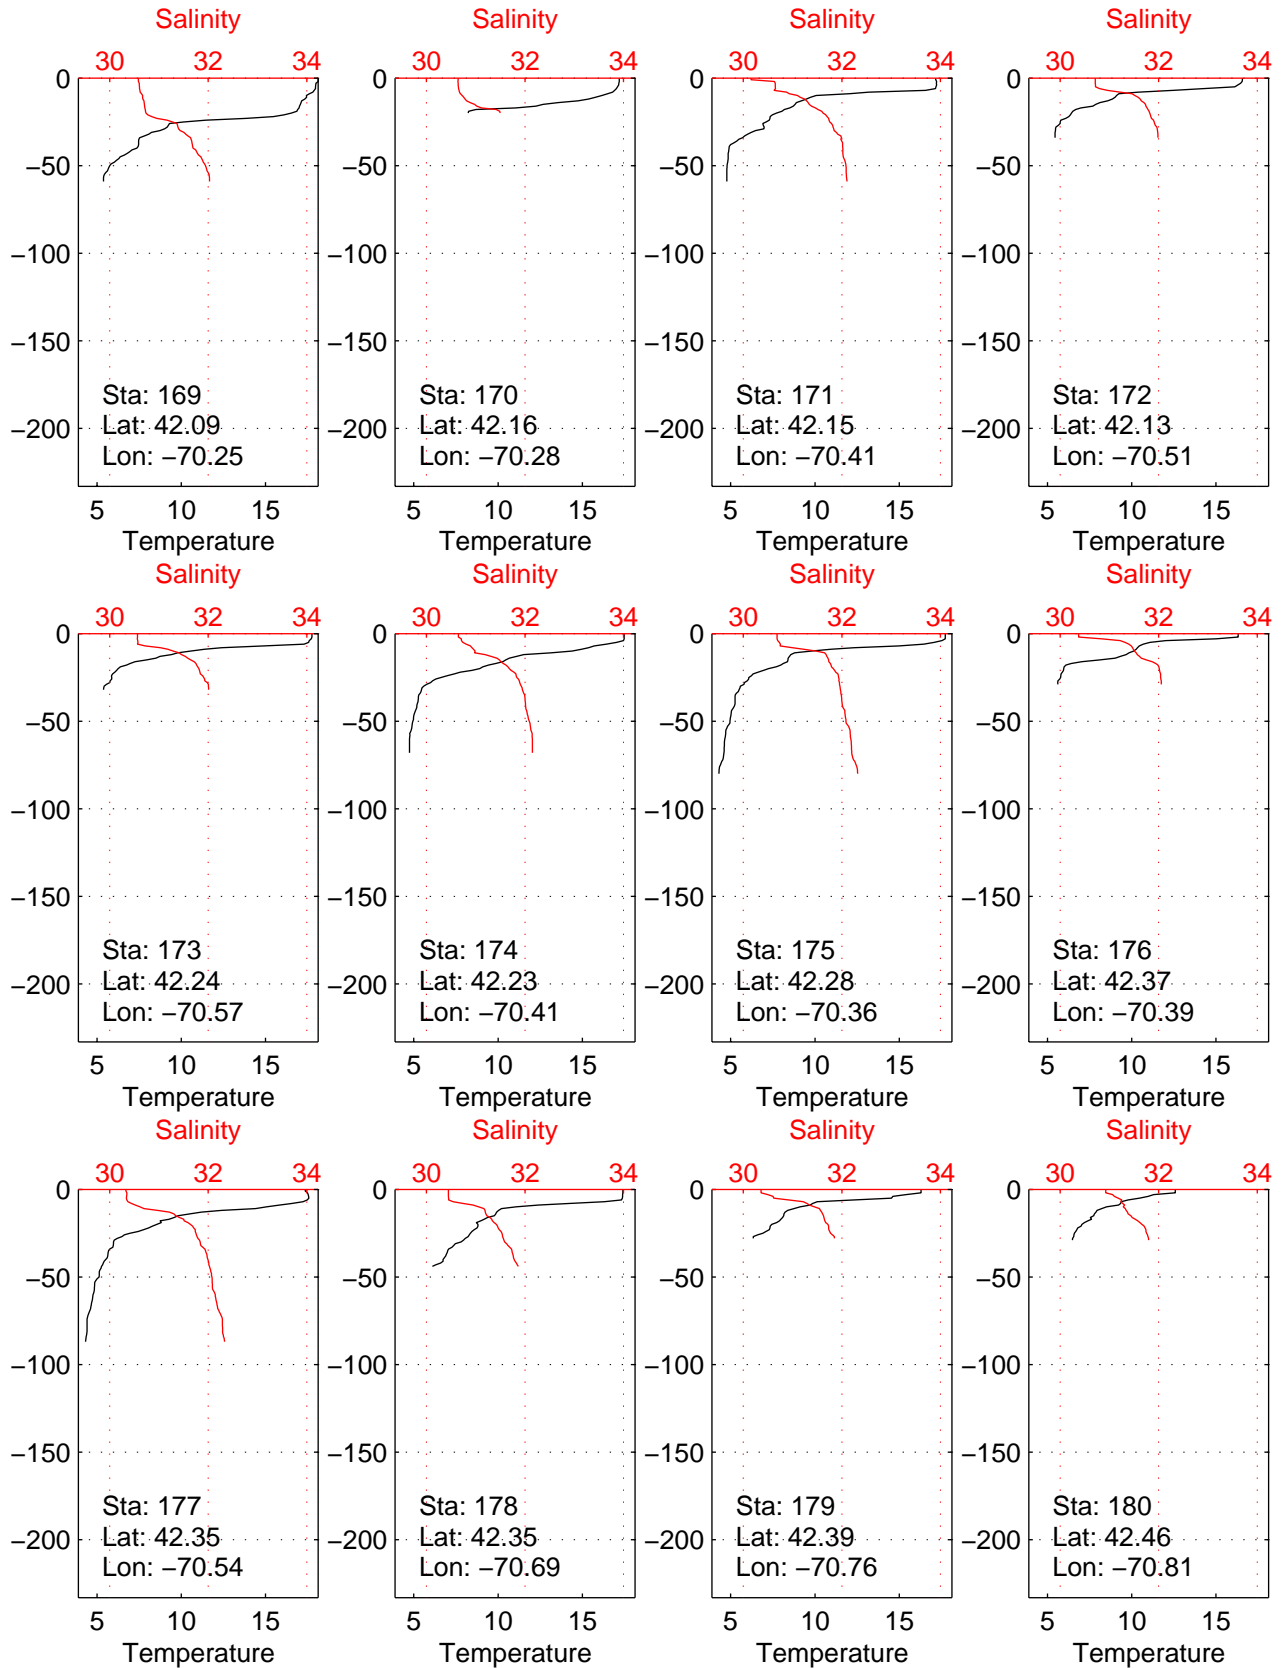 Salinity Salinity Salinity Salinity
30 32 34 30 32 34 30 32 34 30 32 34
0 0 0 0
−50 −50 −50 −50
−100 −100 −100 −100
−150 −150 −150 −150
Sta: 169 Sta: 170 Sta: 171 Sta: 172
Lat: 42.09 Lat: 42.16 Lat: 42.15 Lat: 42.13
−200 −200 −200 −200
Lon: −70.25 Lon: −70.28 Lon: −70.41 Lon: −70.51
5 10 15 5 10 15 5 10 15 5 10 15
Temperature Temperature Temperature Temperature
Salinity Salinity Salinity Salinity
30 32 34 30 32 34 30 32 34 30 32 34
0 0 0 0
−50 −50 −50 −50
−100 −100 −100 −100
−150 −150 −150 −150
Sta: 173 Sta: 174 Sta: 175 Sta: 176
Lat: 42.24 Lat: 42.23 Lat: 42.28 Lat: 42.37
−200 −200 −200 −200
Lon: −70.57 Lon: −70.41 Lon: −70.36 Lon: −70.39
5 10 15 5 10 15 5 10 15 5 10 15
Temperature Temperature Temperature Temperature
Salinity Salinity Salinity Salinity
30 32 34 30 32 34 30 32 34 30 32 34
0 0 0 0
−50 −50 −50 −50
−100 −100 −100 −100
−150 −150 −150 −150
Sta: 177 Sta: 178 Sta: 179 Sta: 180
Lat: 42.35 Lat: 42.35 Lat: 42.39 Lat: 42.46
−200 −200 −200 −200
Lon: −70.54 Lon: −70.69 Lon: −70.76 Lon: −70.81
5 10 15 5 10 15 5 10 15 5 10 15
Temperature Temperature Temperature Temperature